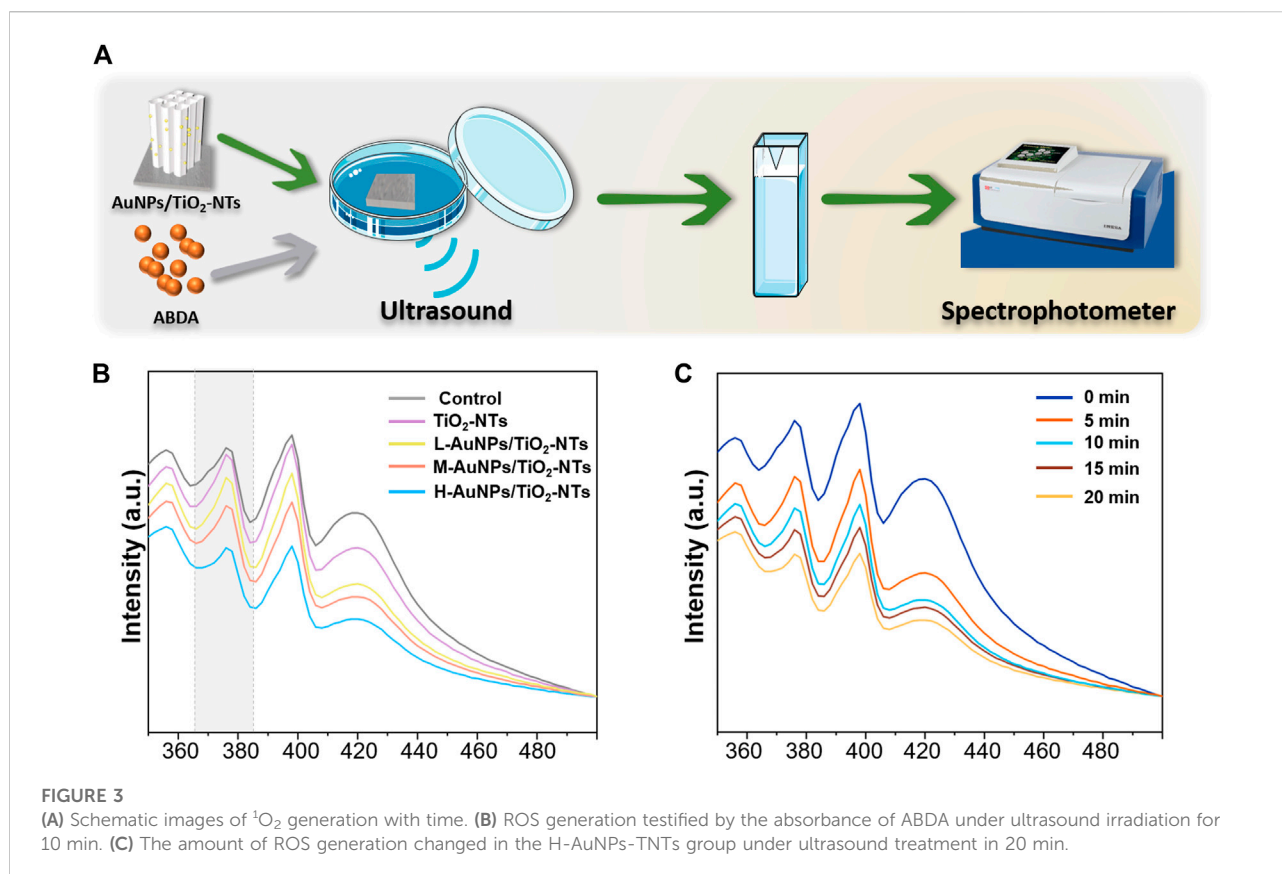 A
AuNPs/TiO₂-NTs
ABDA
Ultrasound
Spectrophotometer
B
Intensity (a.u.)
Control
TiO₂-NTs
L-AuNPs/TiO₂-NTs
M-AuNPs/TiO₂-NTs
H-AuNPs/TiO₂-NTs
360 380 400 420 440 460 480
C
Intensity (a.u.)
0 min
5 min
10 min
15 min
20 min
360 380 400 420 440 460 480
FIGURE 3
(A) Schematic images of ¹O₂ generation with time. (B) ROS generation testified by the absorbance of ABDA under ultrasound irradiation for
10 min. (C) The amount of ROS generation changed in the H-AuNPs-TNTs group under ultrasound treatment in 20 min.